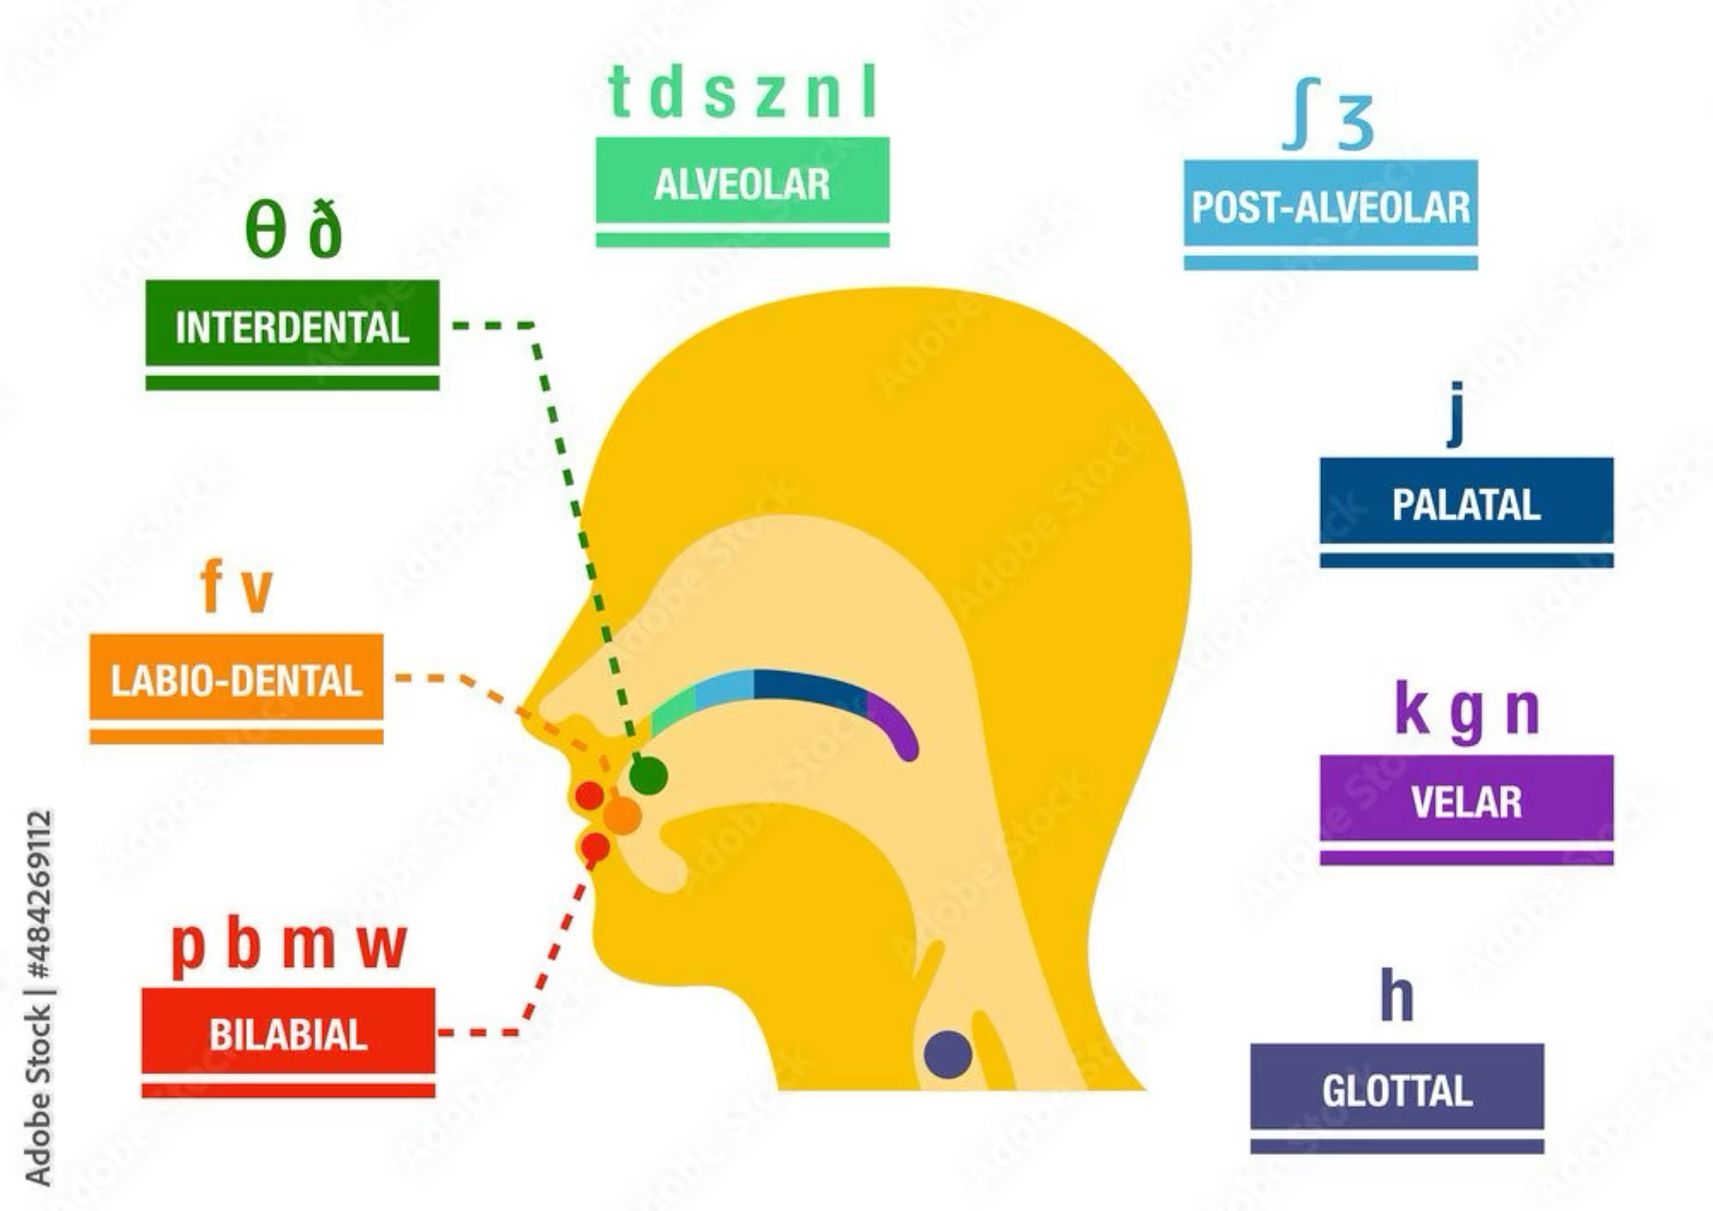 t d s z n l
ALVEOLAR
ʃ ʒ
POST-ALVEOLAR
θ ð
INTERDENTAL
j
PALATAL
f v
LABIO-DENTAL
k g n
VELAR
p b m w
BILABIAL
h
GLOTTAL
Adobe Stock | #484269112